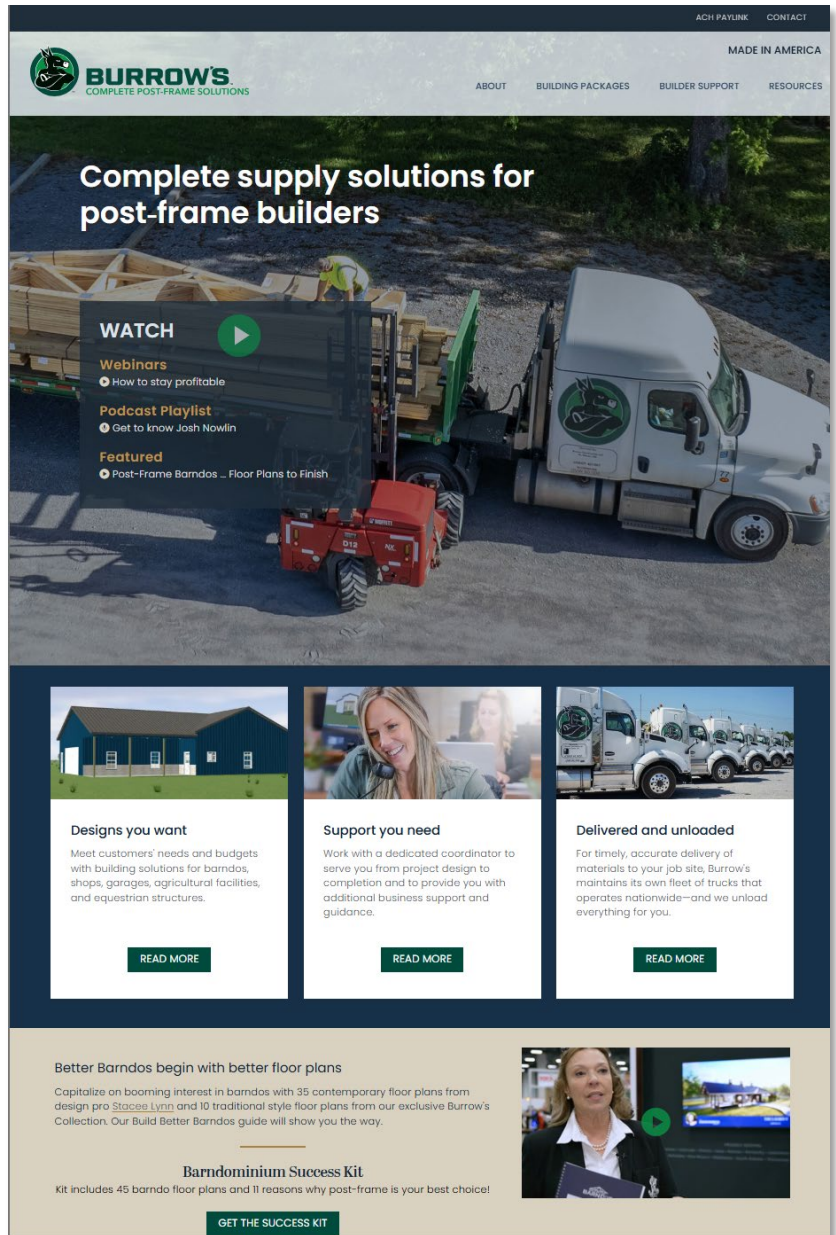 ACH PAYLINK CONTACT
MADE IN AMERICA
BURROW'S
COMPLETE POST-FRAME SOLUTIONS
ABOUT BUILDING PACKAGES BUILDER SUPPORT RESOURCES
Complete supply solutions for
post-frame builders
WATCH
Webinars
How to stay profitable
Podcast Playlist
Get to know Josh Nowlin
Featured
Post-Frame Barndos ... Floor Plans to Finish
D12
NX
77
Designs you want
Meet customers' needs and budgets
with building solutions for barndos,
shops, garages, agricultural facilities,
and equestrian structures.
READ MORE
Support you need
Work with a dedicated coordinator to
serve you from project design to
completion and to provide you with
additional business support and
guidance.
READ MORE
Delivered and unloaded
For timely, accurate delivery of
materials to your job site, Burrow's
maintains its own fleet of trucks that
operates nationwide—and we unload
everything for you.
READ MORE
Better Barndos begin with better floor plans
Capitalize on booming interest in barndos with 35 contemporary floor plans from
design pro Stacee Lynn and 10 traditional style floor plans from our exclusive Burrow's
Collection. Our Build Better Barndos guide will show you the way.
Barndominium Success Kit
Kit includes 45 barndo floor plans and 11 reasons why post-frame is your best choice!
GET THE SUCCESS KIT